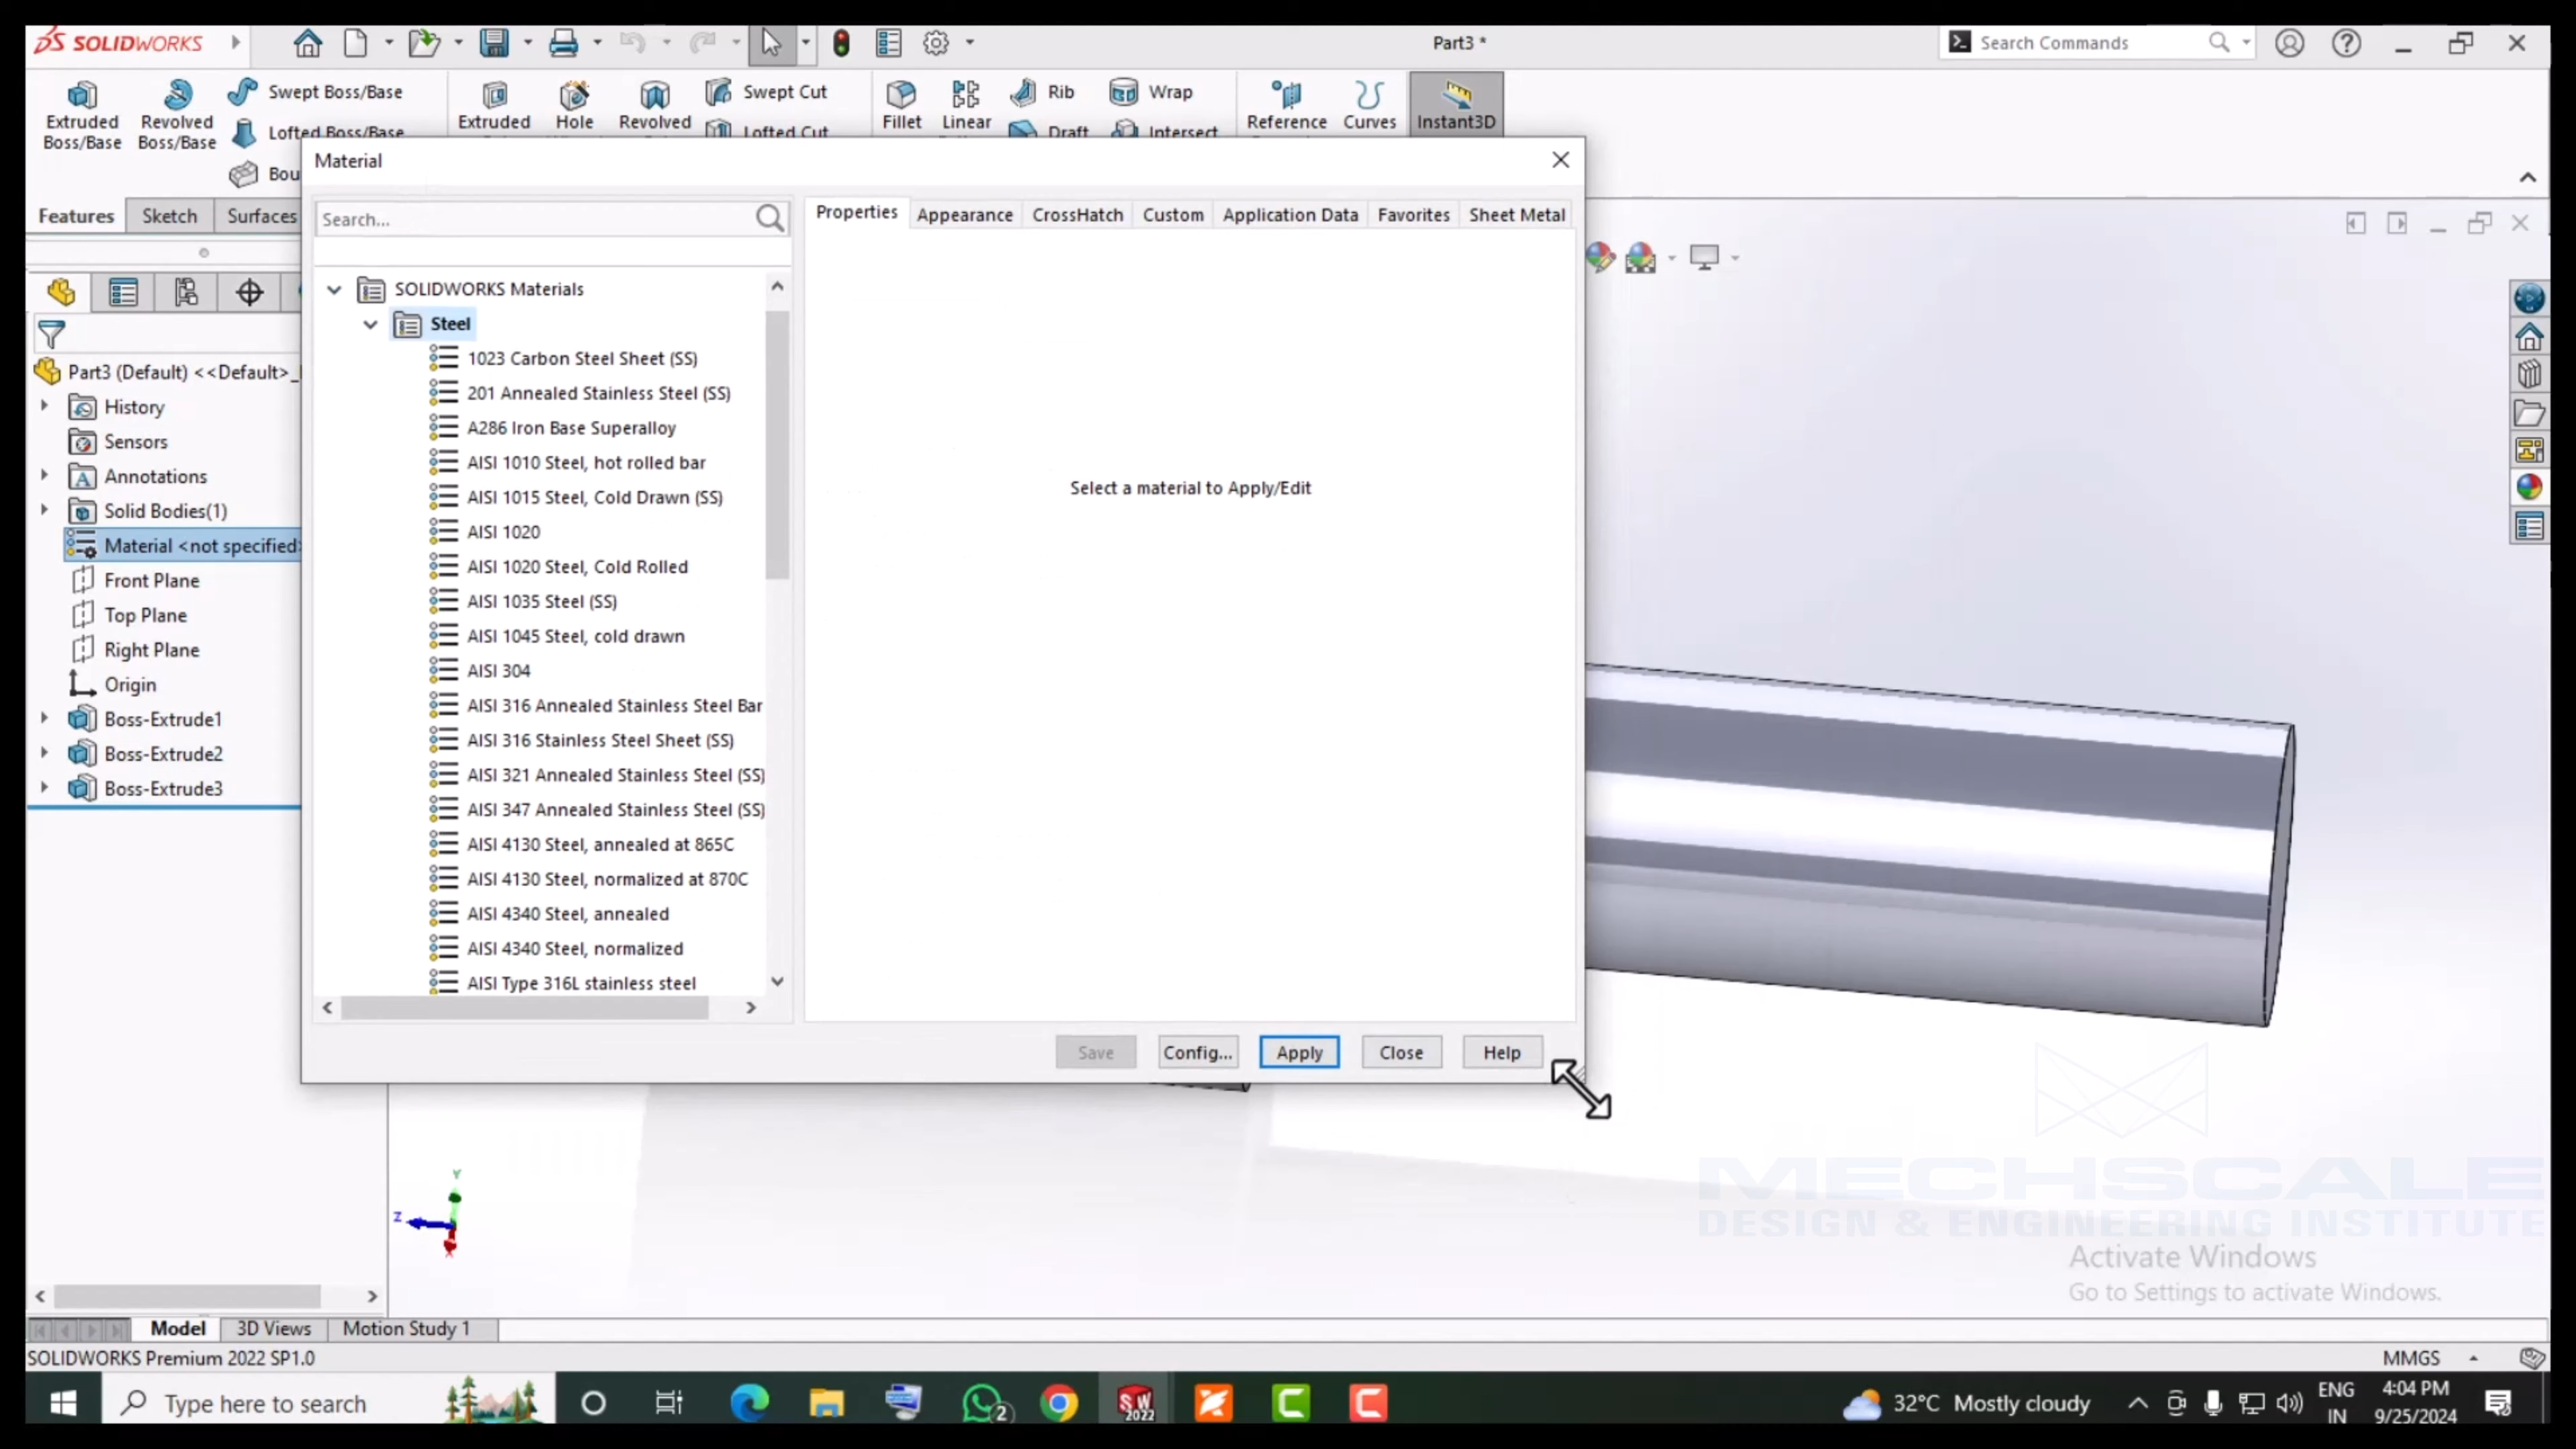 SOLIDWORKS
Part3 *
Search Commands
Extruded Boss/Base
Revolved Boss/Base
Swept Boss/Base
Lofted Boss/Base
Bou
Extruded
Hole
Revolved
Swept Cut
Lofted Cut
Fillet
Linear
Rib
Draft
Wrap
Intersect
Reference
Curves
Instant3D
Features
Sketch
Surfaces
Material
Search...
Properties
Appearance
CrossHatch
Custom
Application Data
Favorites
Sheet Metal
SOLIDWORKS Materials
Steel
1023 Carbon Steel Sheet (SS)
201 Annealed Stainless Steel (SS)
A286 Iron Base Superalloy
AISI 1010 Steel, hot rolled bar
AISI 1015 Steel, Cold Drawn (SS)
AISI 1020
AISI 1020 Steel, Cold Rolled
AISI 1035 Steel (SS)
AISI 1045 Steel, cold drawn
AISI 304
AISI 316 Annealed Stainless Steel Bar
AISI 316 Stainless Steel Sheet (SS)
AISI 321 Annealed Stainless Steel (SS)
AISI 347 Annealed Stainless Steel (SS)
AISI 4130 Steel, annealed at 865C
AISI 4130 Steel, normalized at 870C
AISI 4340 Steel, annealed
AISI 4340 Steel, normalized
AISI Type 316L stainless steel
Select a material to Apply/Edit
Save
Config...
Apply
Close
Help
Part3 (Default) <<Default>_
History
Sensors
Annotations
Solid Bodies(1)
Material <not specified>
Front Plane
Top Plane
Right Plane
Origin
Boss-Extrude1
Boss-Extrude2
Boss-Extrude3
Y
Z
X
MECHSCALE
DESIGN & ENGINEERING INSTITUTE
Activate Windows
Go to Settings to activate Windows.
Model
3D Views
Motion Study 1
SOLIDWORKS Premium 2022 SP1.0
MMGS
Type here to search
2
SW
2022
32°C Mostly cloudy
ENG
IN
4:04 PM
9/25/2024